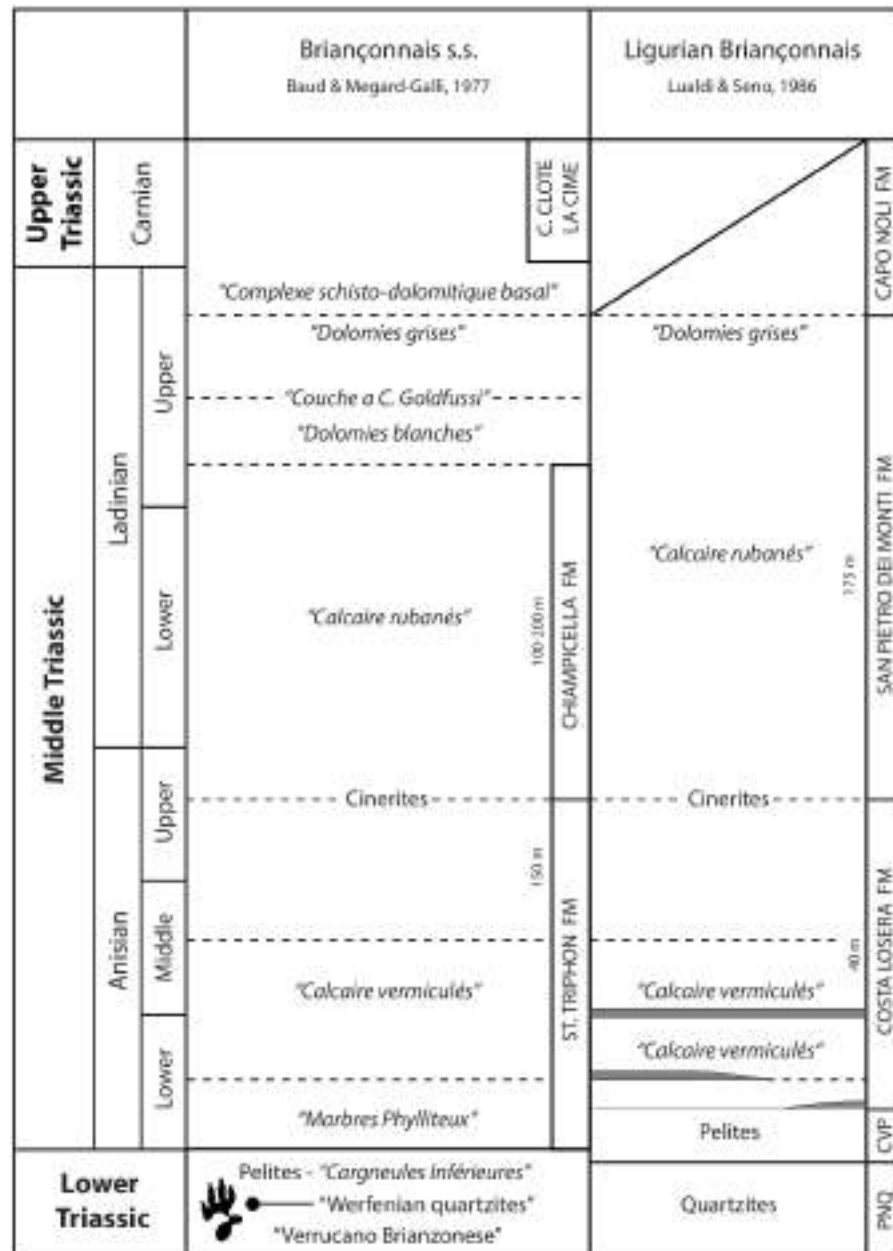 Briançonnais s.s.
Baud & Megard-Galli, 1977
Ligurian Briançonnais
Lualdi & Seno, 1986
Upper
Triassic
Carnian
C. CLOTE
LA CIME
CAPO NOLI FM
"Complexe schisto-dolomitique basal"
Middle Triassic
Ladinian
Upper
"Dolomies grises"
"Dolomies grises"
"Couche a C. Goldfussi"
"Dolomies blanches"
Lower
"Calcaire rubanés"
100-200 m
CHIAMPICELLA FM
"Calcaire rubanés"
175 m
SAN PIETRO DEI MONTI FM
Anisian
Upper
Cinerites
Cinerites
150 m
ST. TRIPHON FM
Middle
"Calcaire vermiculés"
40 m
COSTA LOSERA FM
"Calcaire vermiculés"
"Calcaire vermiculés"
Lower
"Marbres Phylliteux"
Pelites
CVP
Lower
Triassic
Pelites - "Cargneules Inférieures"
"Werfenian quartzites"
"Verrucano Brianzonese"
Quartzites
PNQ